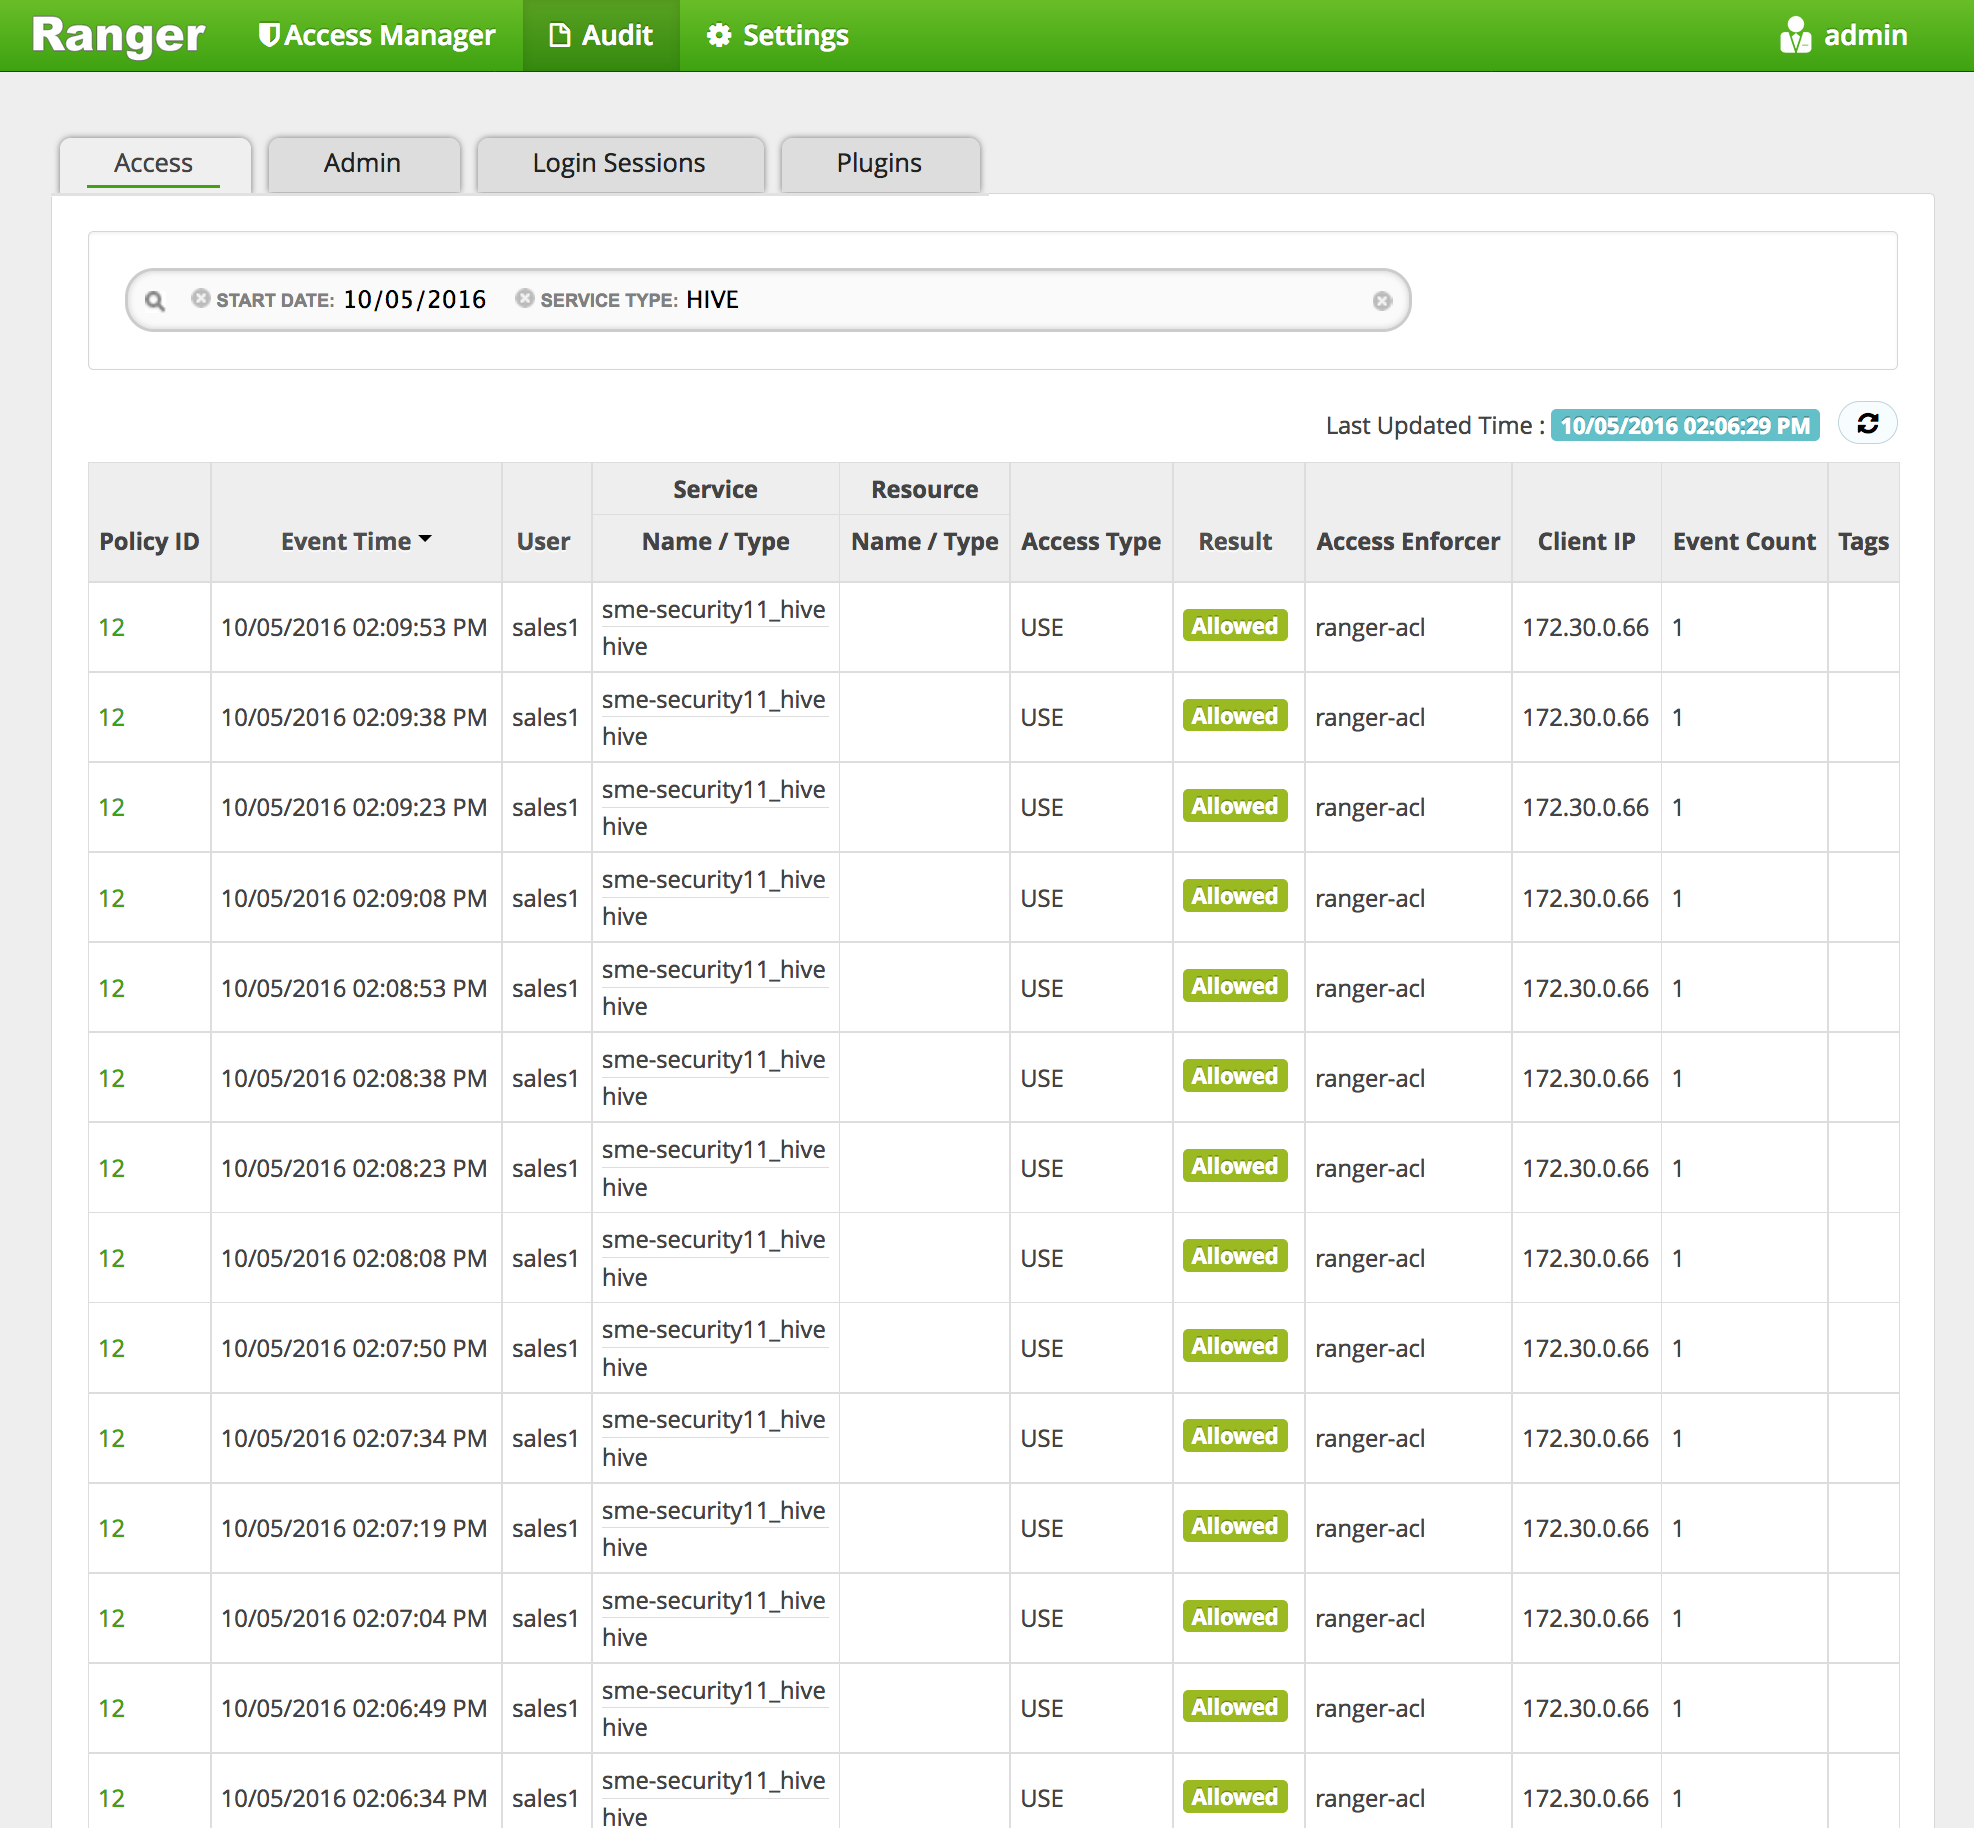 Ranger Access Manager Audit Settings admin
Access Admin Login Sessions Plugins
START DATE: 10/05/2016 SERVICE TYPE: HIVE
Last Updated Time : 10/05/2016 02:06:29 PM
Service Resource
Policy ID Event Time User Name / Type Name / Type Access Type Result Access Enforcer Client IP Event Count Tags
sme-security11_hive
12 10/05/2016 02:09:53 PM sales1 USE Allowed ranger-acl 172.30.0.66 1
hive
sme-security11_hive
12 10/05/2016 02:09:38 PM sales1 USE Allowed ranger-acl 172.30.0.66 1
hive
sme-security11_hive
12 10/05/2016 02:09:23 PM sales1 USE Allowed ranger-acl 172.30.0.66 1
hive
sme-security11_hive
12 10/05/2016 02:09:08 PM sales1 USE Allowed ranger-acl 172.30.0.66 1
hive
sme-security11_hive
12 10/05/2016 02:08:53 PM sales1 USE Allowed ranger-acl 172.30.0.66 1
hive
sme-security11_hive
12 10/05/2016 02:08:38 PM sales1 USE Allowed ranger-acl 172.30.0.66 1
hive
sme-security11_hive
12 10/05/2016 02:08:23 PM sales1 USE Allowed ranger-acl 172.30.0.66 1
hive
sme-security11_hive
12 10/05/2016 02:08:08 PM sales1 USE Allowed ranger-acl 172.30.0.66 1
hive
sme-security11_hive
12 10/05/2016 02:07:50 PM sales1 USE Allowed ranger-acl 172.30.0.66 1
hive
sme-security11_hive
12 10/05/2016 02:07:34 PM sales1 USE Allowed ranger-acl 172.30.0.66 1
hive
sme-security11_hive
12 10/05/2016 02:07:19 PM sales1 USE Allowed ranger-acl 172.30.0.66 1
hive
sme-security11_hive
12 10/05/2016 02:07:04 PM sales1 USE Allowed ranger-acl 172.30.0.66 1
hive
sme-security11_hive
12 10/05/2016 02:06:49 PM sales1 USE Allowed ranger-acl 172.30.0.66 1
hive
sme-security11_hive
12 10/05/2016 02:06:34 PM sales1 USE Allowed ranger-acl 172.30.0.66 1
hive